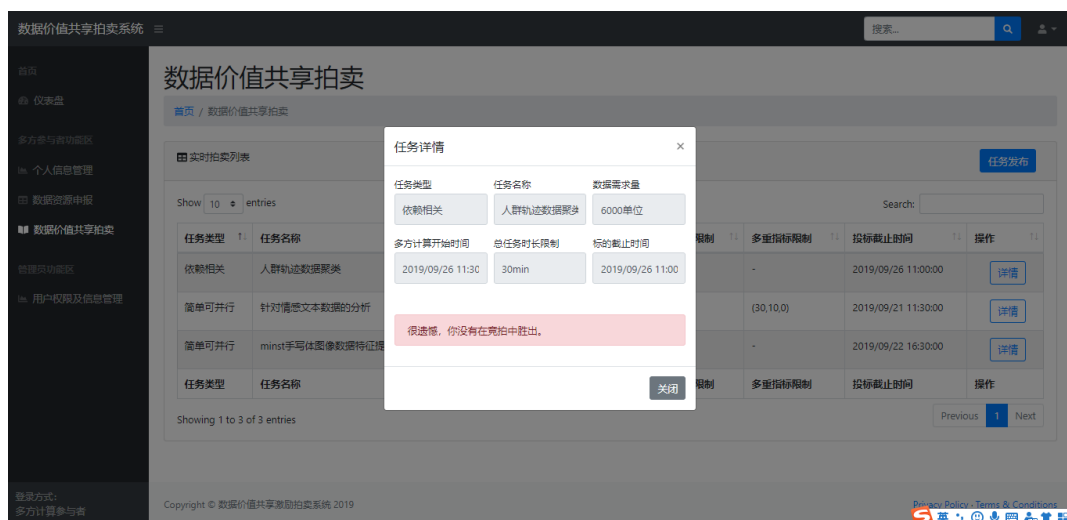 数据价值共享拍卖系统
搜索...
首页
仪表盘
多方参与者功能区
个人信息管理
数据资源申报
数据价值共享拍卖
管理员功能区
用户权限及信息管理
登录方式:
多方计算参与者
数据价值共享拍卖
首页 / 数据价值共享拍卖
实时拍卖列表
任务发布
Show 10 entries
Search:
任务类型 任务名称 限制 多重指标限制 投标截止时间 操作
依赖相关 人群轨迹数据聚类 - 2019/09/26 11:00:00 详情
简单可并行 针对情感文本数据的分析 (30,10,0) 2019/09/21 11:30:00 详情
简单可并行 minst手写体图像数据特征提 - 2019/09/22 16:30:00 详情
任务类型 任务名称 限制 多重指标限制 投标截止时间 操作
Showing 1 to 3 of 3 entries
Previous 1 Next
任务详情 ×
任务类型 任务名称 数据需求量
依赖相关 人群轨迹数据聚 6000单位
多方计算开始时间 总任务时长限制 标的截止时间
2019/09/26 11:30 30min 2019/09/26 11:00
很遗憾，你没有在竞拍中胜出。
关闭
Copyright © 数据价值共享激励拍卖系统 2019
Privacy Policy · Terms & Conditions
英